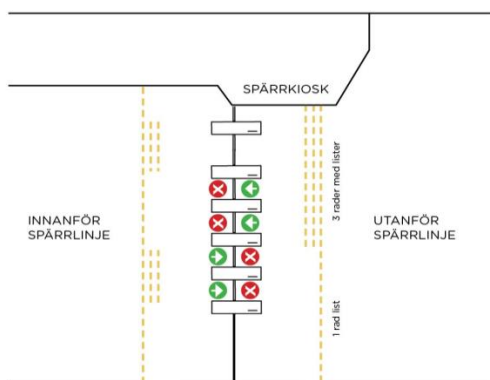 SPÄRRKIOSK
INNANFÖR
SPÄRRLINJE
3 rader med lister
UTANFÖR
SPÄRRLINJE
1 rad list